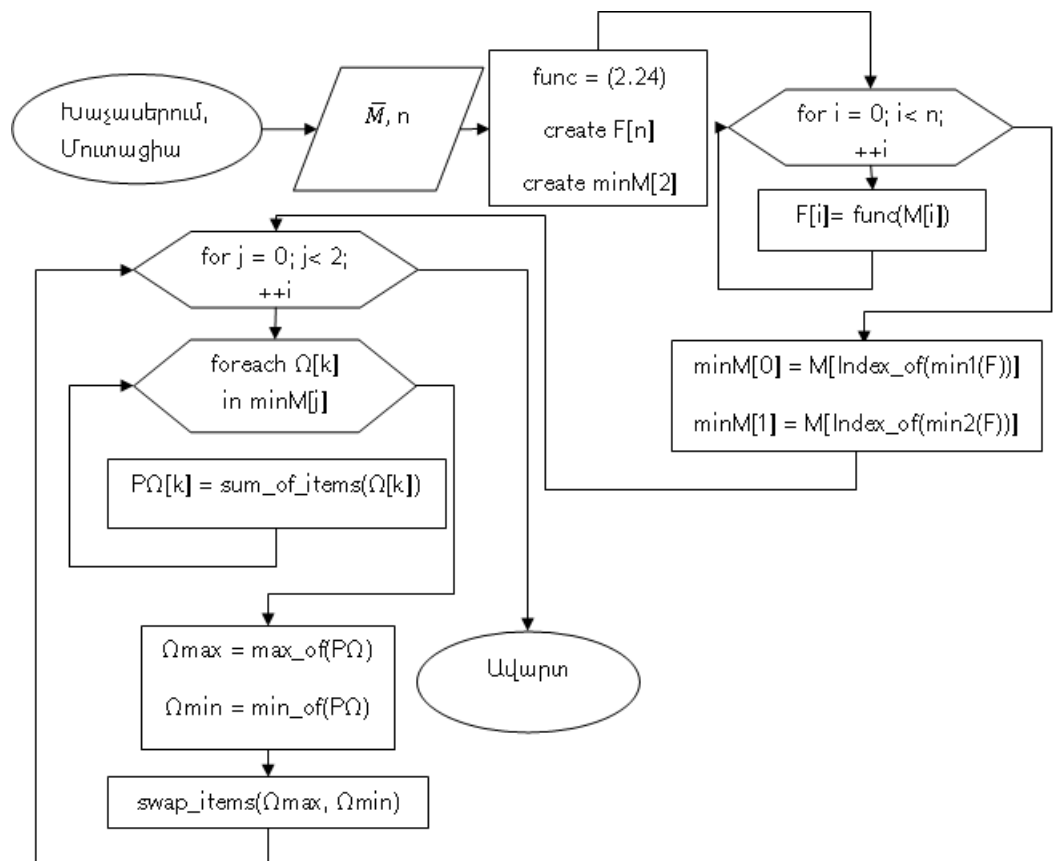 Խաչասերում,
Մուտացիա
M̅, n
func = (2.24)
create F[n]
create minM[2]
for i = 0; i< n;
++i
F[i]= func(M[i])
minM[0] = M[Index_of(min1(F))]
minM[1] = M[Index_of(min2(F))]
for j = 0; j< 2;
++i
foreach Ω[k]
in minM[j]
PΩ[k] = sum_of_items(Ω[k])
Ωmax = max_of(PΩ)
Ωmin = min_of(PΩ)
swap_items(Ωmax, Ωmin)
Ավարտ